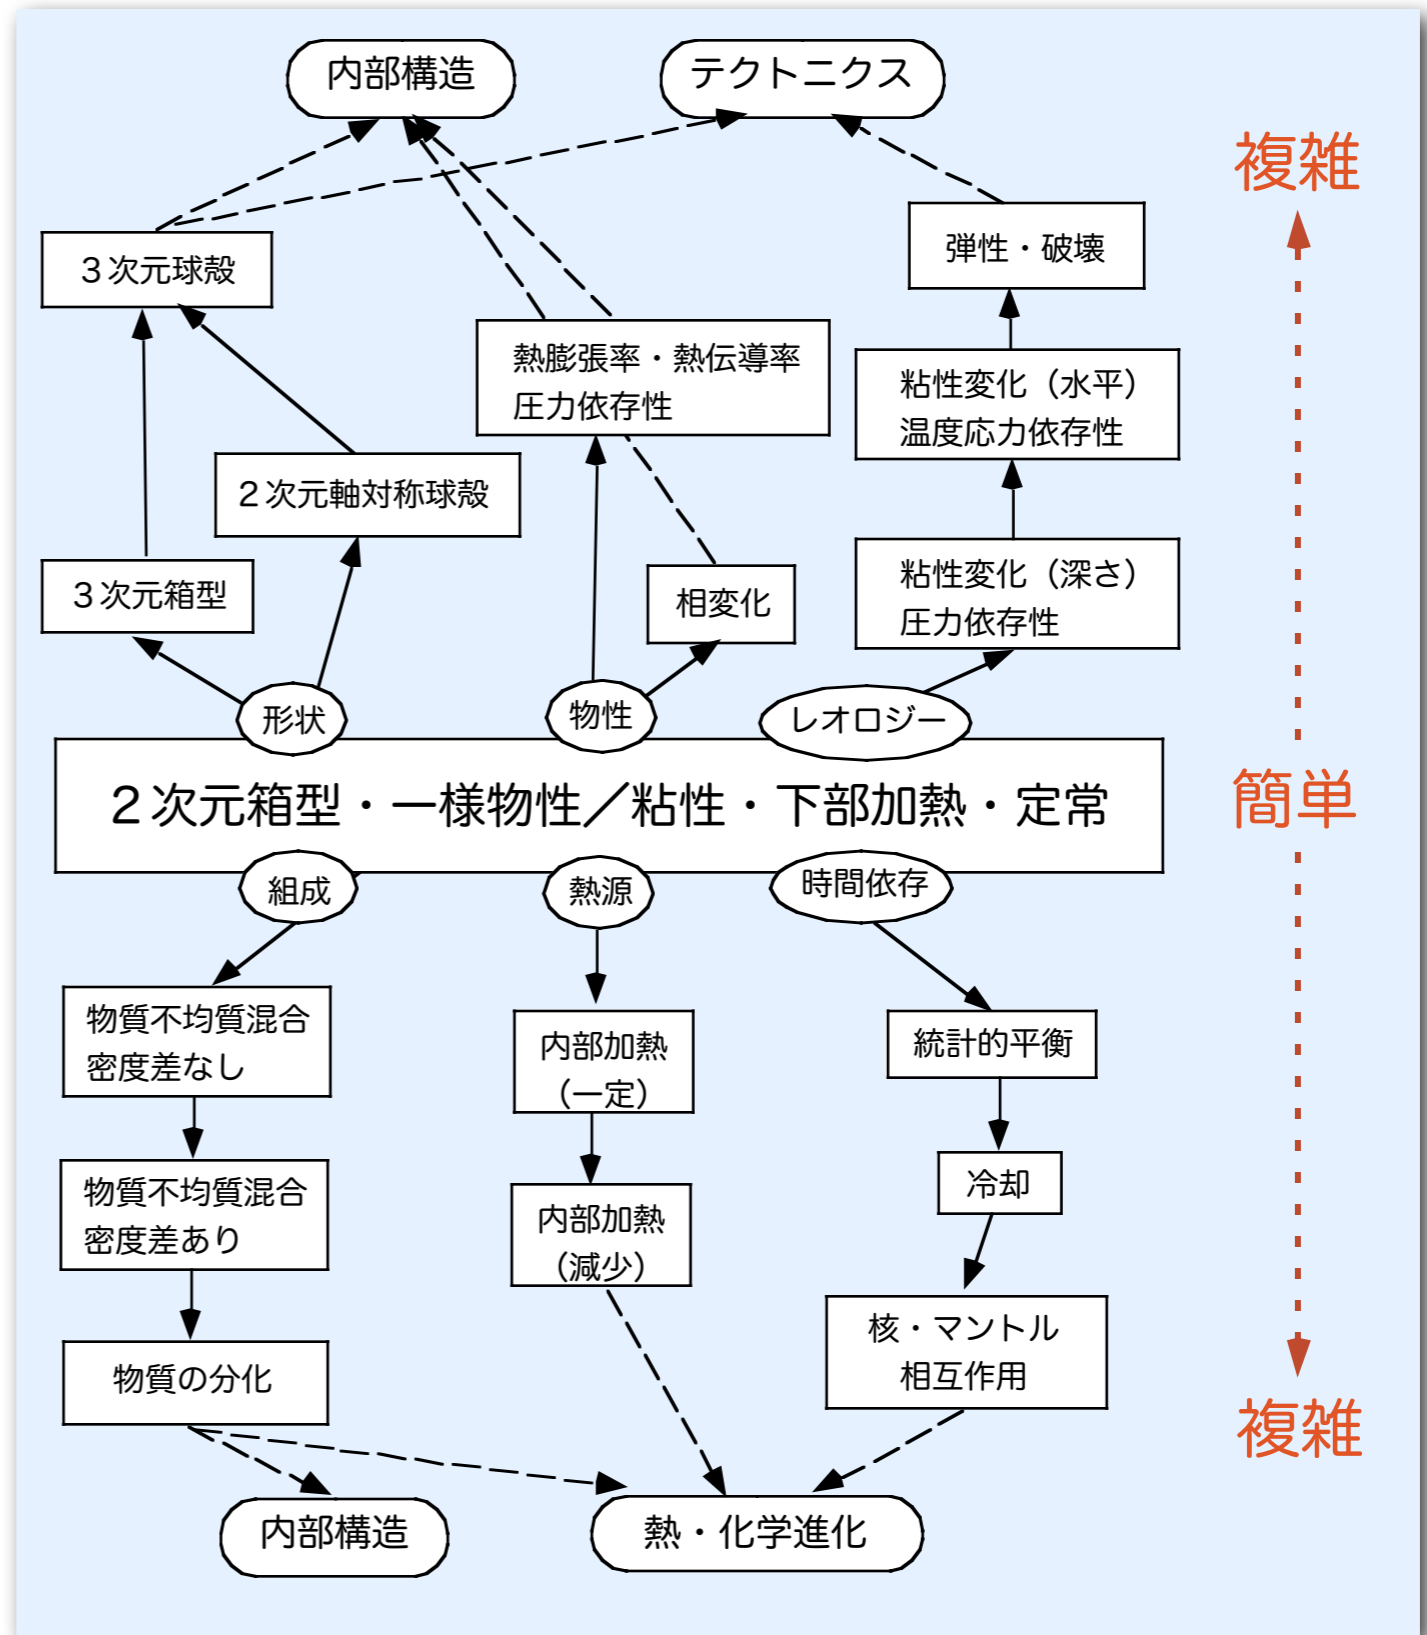 内部構造
テクトニクス
複雑
３次元球殻
弾性・破壊
熱膨張率・熱伝導率
圧力依存性
粘性変化（水平）
温度応力依存性
２次元軸対称球殻
３次元箱型
相変化
粘性変化（深さ）
圧力依存性
形状
物性
レオロジー
２次元箱型・一様物性／粘性・下部加熱・定常
簡単
組成
熱源
時間依存
物質不均質混合
密度差なし
内部加熱
（一定）
統計的平衡
物質不均質混合
密度差あり
内部加熱
（減少）
冷却
物質の分化
核・マントル
相互作用
複雑
内部構造
熱・化学進化